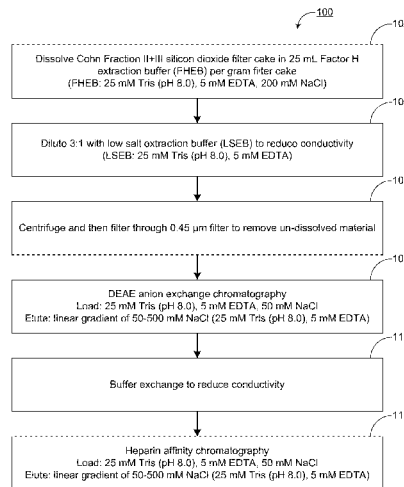 100
10
Dissolve Cohn Fraction II+III silicon dioxide filter cake in 25 mL Factor H
extraction buffer (FHEB) per gram filter cake
(FHEB: 25 mM Tris (pH 8.0), 5 mM EDTA, 200 mM NaCl)
10
Dilute 3:1 with low salt extraction buffer (LSEB) to reduce conductivity
(LSEB: 25 mM Tris (pH 8.0), 5 mM EDTA)
10
Centrifuge and then filter through 0.45 µm filter to remove un-dissolved material
10
DEAE anion exchange chromatography
Load: 25 mM Tris (pH 8.0), 5 mM EDTA, 50 mM NaCl
Elute: linear gradient of 50-500 mM NaCl (25 mM Tris (pH 8.0), 5 mM EDTA)
11
Buffer exchange to reduce conductivity
11
Heparin affinity chromatography
Load: 25 mM Tris (pH 8.0), 5 mM EDTA, 50 mM NaCl
Elute: linear gradient of 50-500 mM NaCl (25 mM Tris (pH 8.0), 5 mM EDTA)